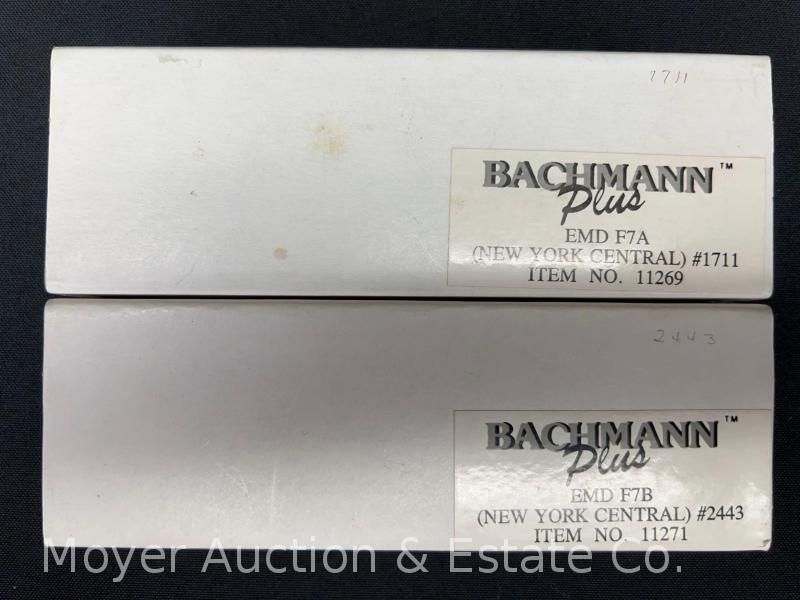 1711
BACHMANN™
Plus
EMD F7A
(NEW YORK CENTRAL) #1711
ITEM NO. 11269
2443
BACHMANN™
Plus
EMD F7B
(NEW YORK CENTRAL) #2443
ITEM NO. 11271
Moyer Auction & Estate Co.